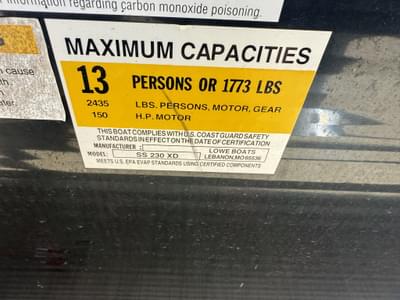 information regarding carbon monoxide poisoning.
cause
MAXIMUM CAPACITIES
13 PERSONS OR 1773 LBS
2435 LBS. PERSONS, MOTOR, GEAR
150 H.P. MOTOR
THIS BOAT COMPLIES WITH U.S. COAST GUARD SAFETY
STANDARDS IN EFFECT ON THE DATE OF CERTIFICATION
MANUFACTURER: LOWE BOATS
MODEL: SS 230 XD LEBANON, MO 65536
MEETS U.S. EPA EVAP STANDARDS USING CERTIFIED COMPONENTS